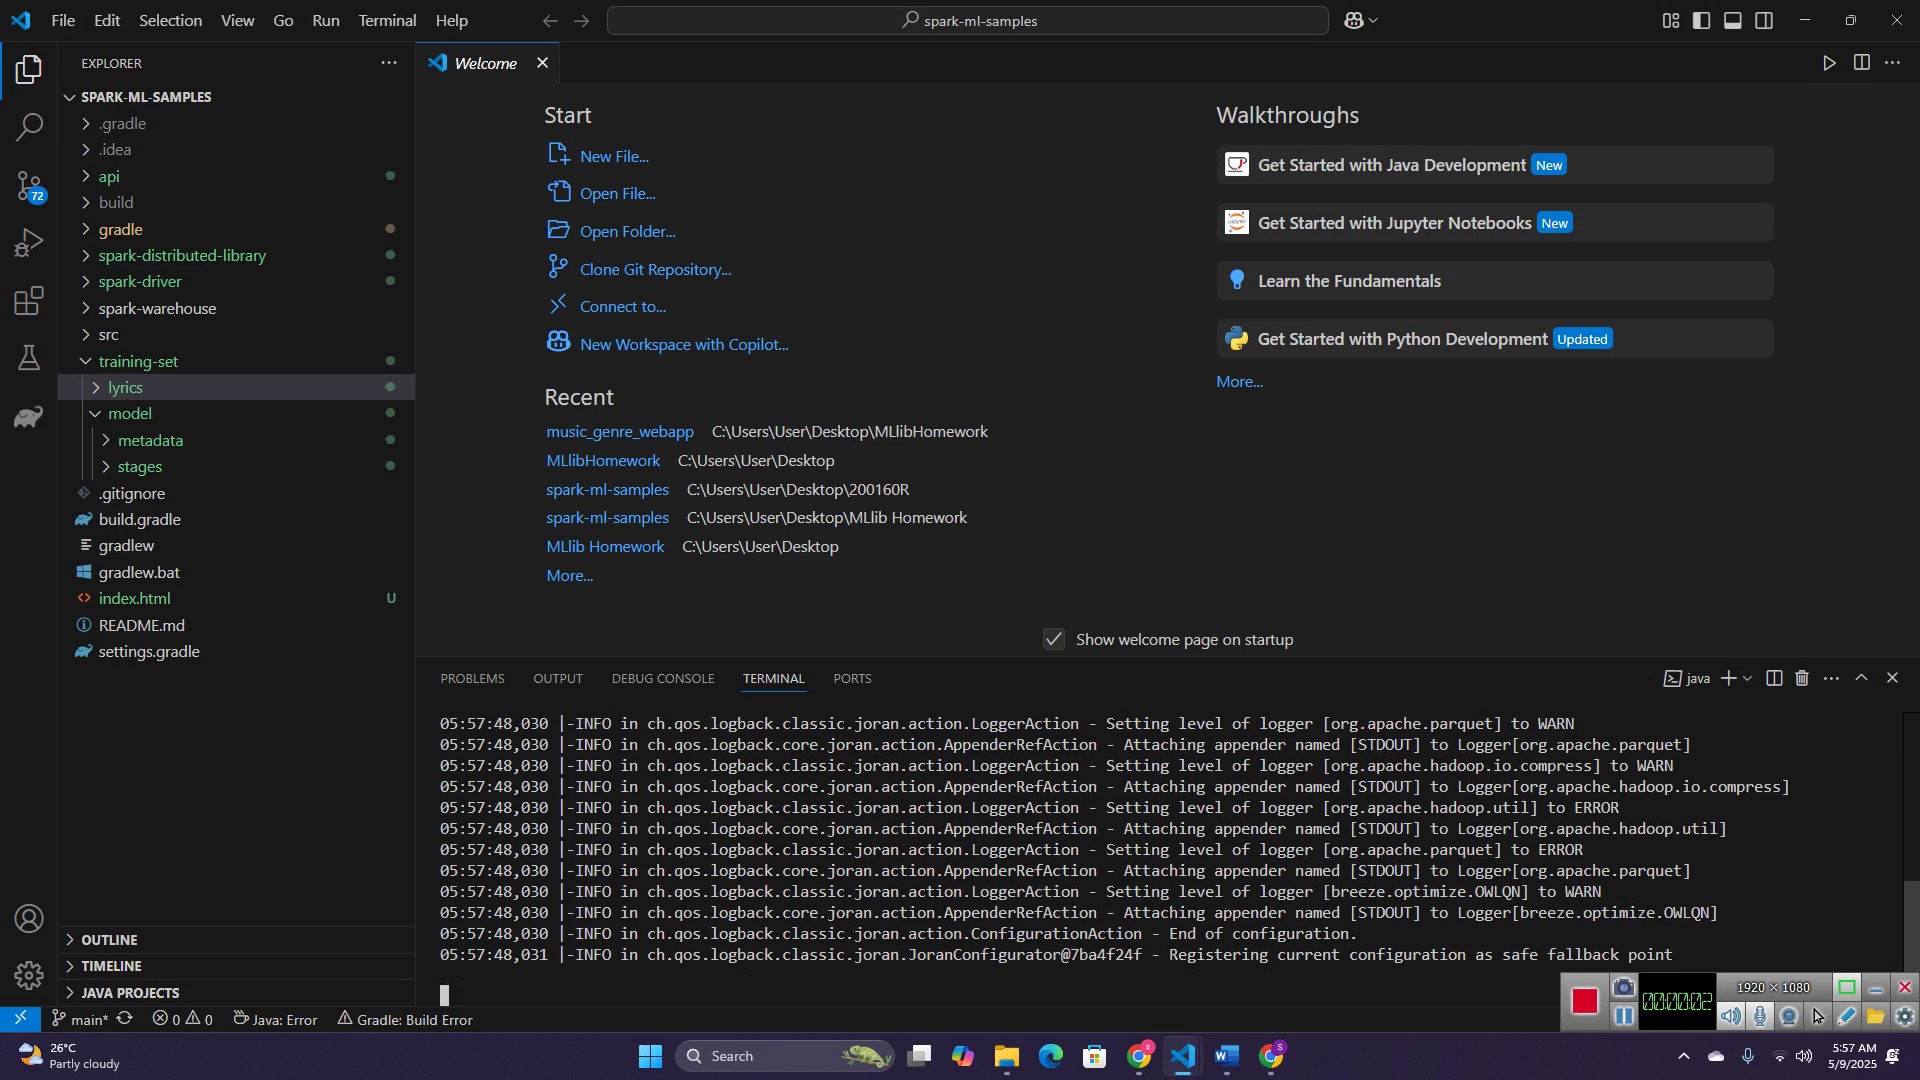 File Edit Selection View Go Run Terminal Help
spark-ml-samples
EXPLORER
SPARK-ML-SAMPLES
.gradle
.idea
api
build
gradle
spark-distributed-library
spark-driver
spark-warehouse
src
training-set
lyrics
model
metadata
stages
.gitignore
build.gradle
gradlew
gradlew.bat
index.html U
README.md
settings.gradle
OUTLINE
TIMELINE
JAVA PROJECTS
72
Welcome
Start
New File...
Open File...
Open Folder...
Clone Git Repository...
Connect to...
New Workspace with Copilot...
Recent
music_genre_webapp C:\Users\User\Desktop\MLlibHomework
MLlibHomework C:\Users\User\Desktop
spark-ml-samples C:\Users\User\Desktop\200160R
spark-ml-samples C:\Users\User\Desktop\MLlib Homework
MLlib Homework C:\Users\User\Desktop
More...
Walkthroughs
Get Started with Java Development New
Get Started with Jupyter Notebooks New
Learn the Fundamentals
Get Started with Python Development Updated
More...
Show welcome page on startup
PROBLEMS OUTPUT DEBUG CONSOLE TERMINAL PORTS
java
05:57:48,030 |-INFO in ch.qos.logback.classic.joran.action.LoggerAction - Setting level of logger [org.apache.parquet] to WARN
05:57:48,030 |-INFO in ch.qos.logback.core.joran.action.AppenderRefAction - Attaching appender named [STDOUT] to Logger[org.apache.parquet]
05:57:48,030 |-INFO in ch.qos.logback.classic.joran.action.LoggerAction - Setting level of logger [org.apache.hadoop.io.compress] to WARN
05:57:48,030 |-INFO in ch.qos.logback.core.joran.action.AppenderRefAction - Attaching appender named [STDOUT] to Logger[org.apache.hadoop.io.compress]
05:57:48,030 |-INFO in ch.qos.logback.classic.joran.action.LoggerAction - Setting level of logger [org.apache.hadoop.util] to ERROR
05:57:48,030 |-INFO in ch.qos.logback.core.joran.action.AppenderRefAction - Attaching appender named [STDOUT] to Logger[org.apache.hadoop.util]
05:57:48,030 |-INFO in ch.qos.logback.classic.joran.action.LoggerAction - Setting level of logger [org.apache.parquet] to ERROR
05:57:48,030 |-INFO in ch.qos.logback.core.joran.action.AppenderRefAction - Attaching appender named [STDOUT] to Logger[org.apache.parquet]
05:57:48,030 |-INFO in ch.qos.logback.classic.joran.action.LoggerAction - Setting level of logger [breeze.optimize.OWLQN] to WARN
05:57:48,030 |-INFO in ch.qos.logback.core.joran.action.AppenderRefAction - Attaching appender named [STDOUT] to Logger[breeze.optimize.OWLQN]
05:57:48,030 |-INFO in ch.qos.logback.classic.joran.action.ConfigurationAction - End of configuration.
05:57:48,031 |-INFO in ch.qos.logback.classic.joran.JoranConfigurator@7ba4f24f - Registering current configuration as safe fallback point
00:00:02
1920 × 1080
main* 0 0 Java: Error Gradle: Build Error
26°C
Partly cloudy
Search
5:57 AM
5/9/2025